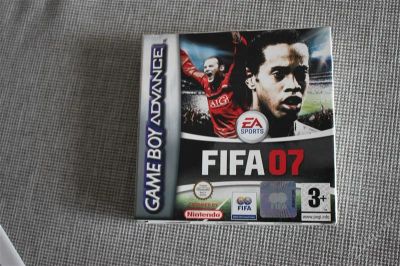 GAME BOY ADVANCE
AIG
EA
SPORTS
FIFA 07
Nintendo
FIFA
3+
www.pegi.info